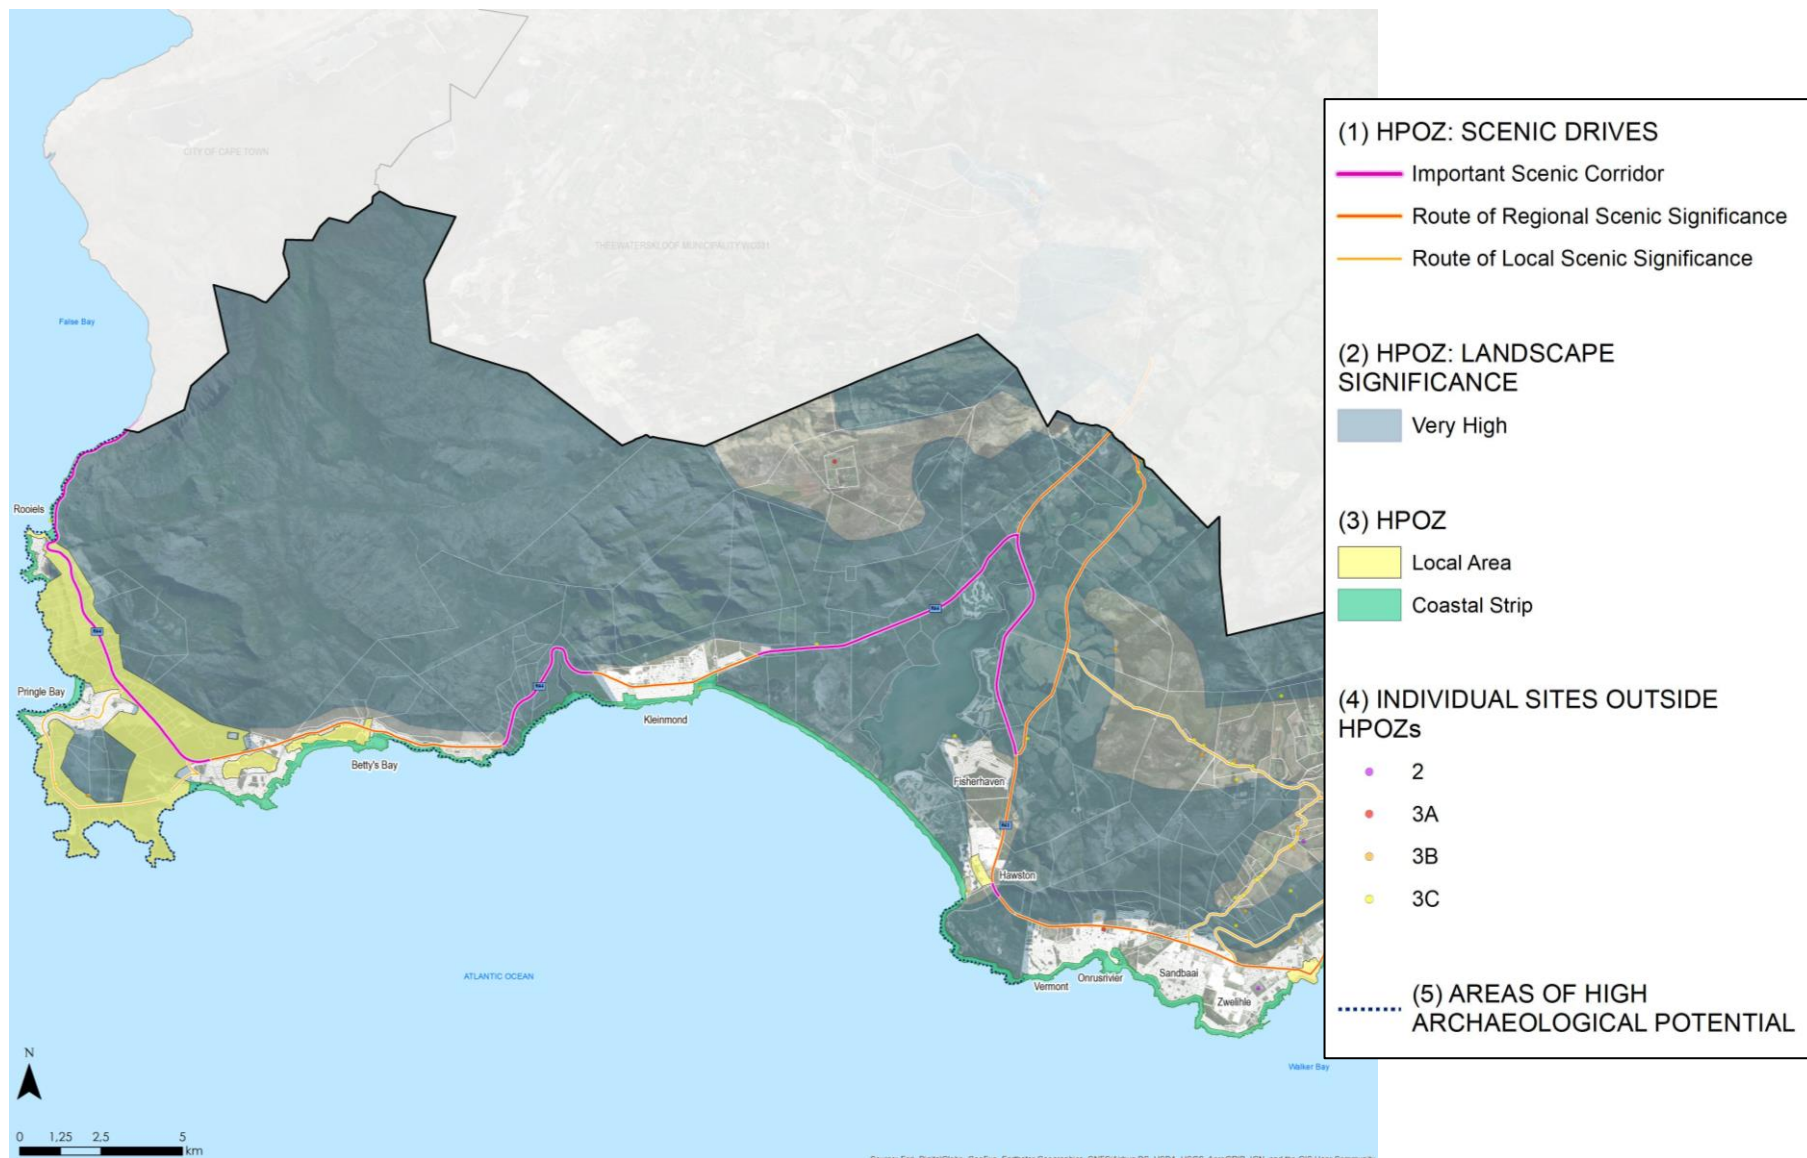 CITY OF CAPE TOWN
THEEWATERSKLOOF MUNICIPALITY
False Bay
Rooiels
Pringle Bay
Betty's Bay
Kleinmond
Fisherhaven
Hawston
Vermont
Onrusrivier
Sandbaai
Zwelihle
ATLANTIC OCEAN
Walker Bay
N
0 1,25 2,5 5
km
(1) HPOZ: SCENIC DRIVES
Important Scenic Corridor
Route of Regional Scenic Significance
Route of Local Scenic Significance
(2) HPOZ: LANDSCAPE
SIGNIFICANCE
Very High
(3) HPOZ
Local Area
Coastal Strip
(4) INDIVIDUAL SITES OUTSIDE
HPOZs
2
3A
3B
3C
(5) AREAS OF HIGH
ARCHAEOLOGICAL POTENTIAL